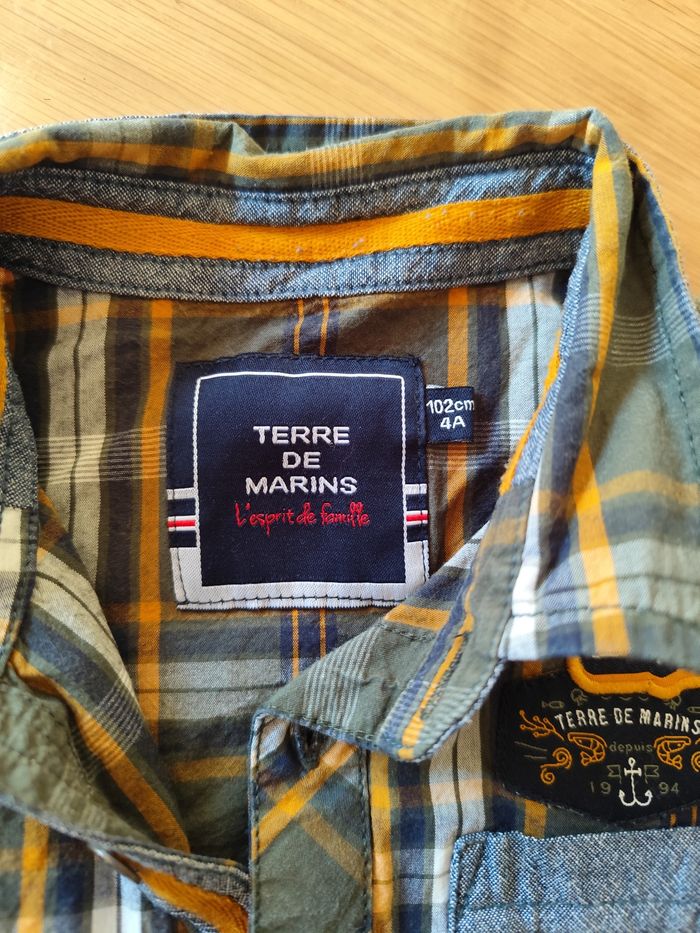 TERRE
DE
MARINS
L'esprit de famille
102cm
4A
TERRE DE MARINS
depuis
19 94